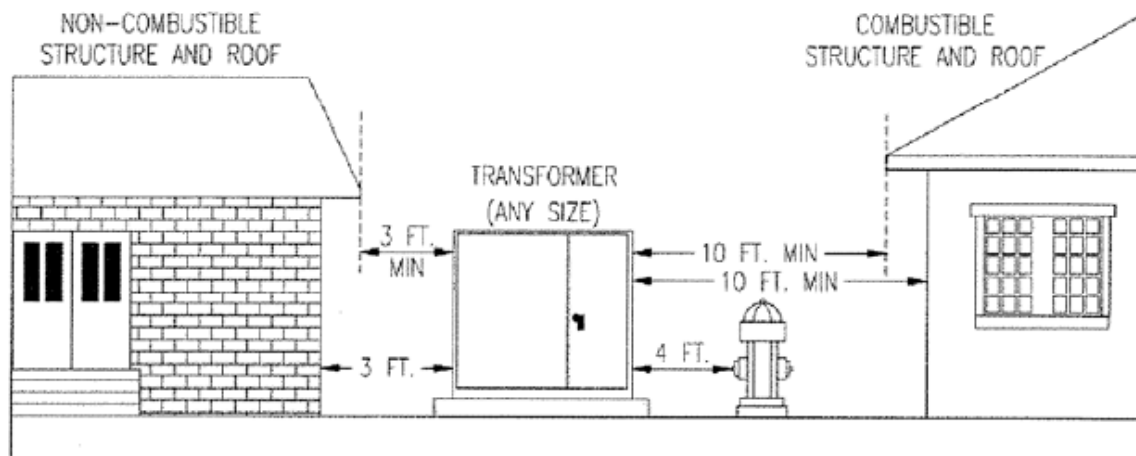 NON-COMBUSTIBLE
STRUCTURE AND ROOF
COMBUSTIBLE
STRUCTURE AND ROOF
TRANSFORMER
(ANY SIZE)
3 FT.
MIN
10 FT. MIN
10 FT. MIN
3 FT.
4 FT.